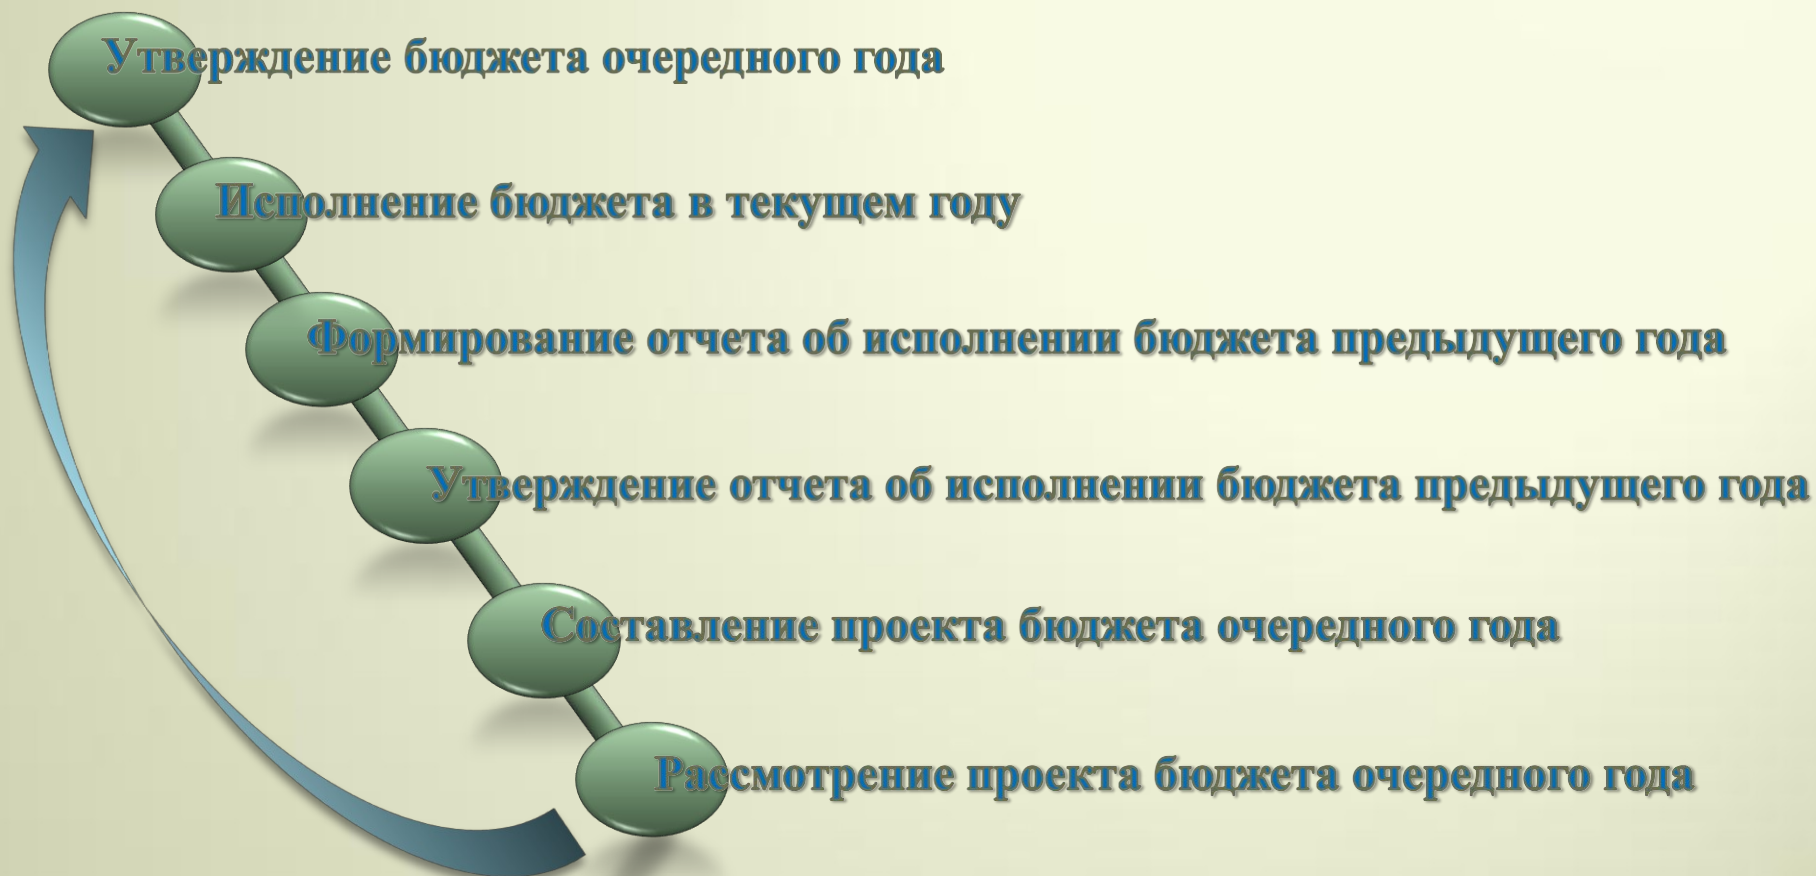 Утверждение бюджета очередного года
Исполнение бюджета в текущем году
Формирование отчета об исполнении бюджета предыдущего года
Утверждение отчета об исполнении бюджета предыдущего года
Составление проекта бюджета очередного года
Рассмотрение проекта бюджета очередного года